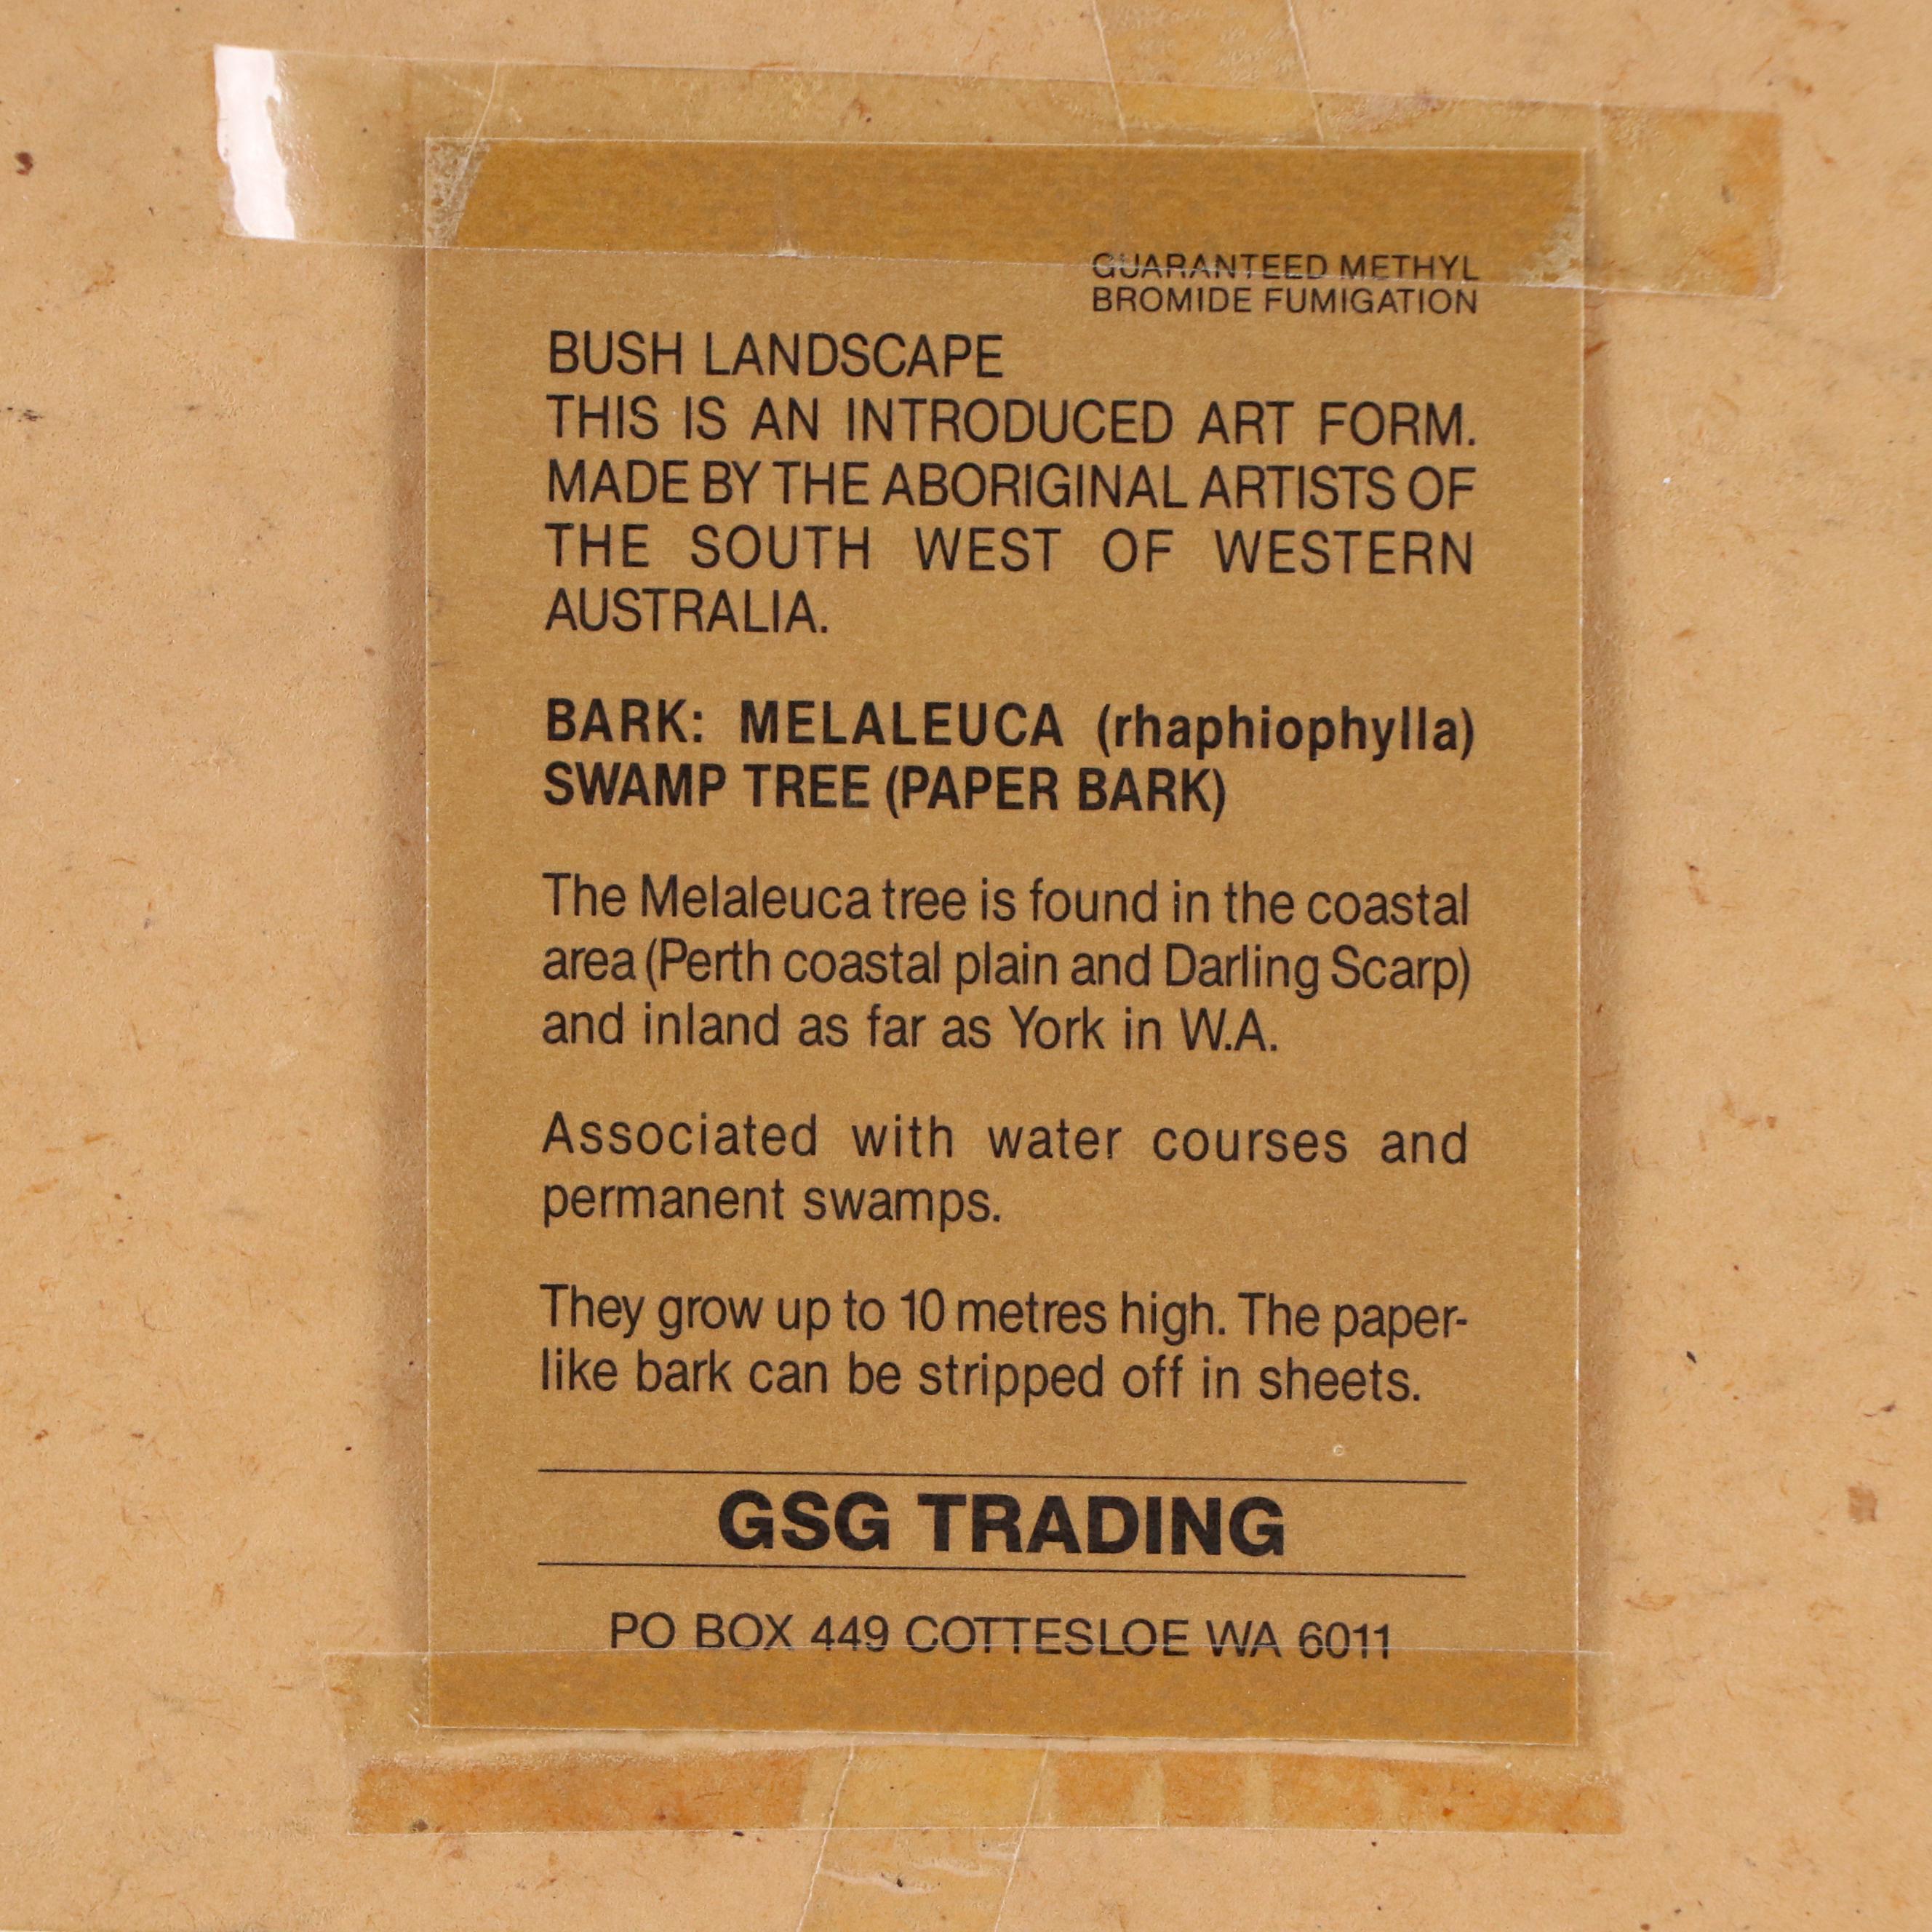 GUARANTEED METHYL
BROMIDE FUMIGATION
BUSH LANDSCAPE
THIS IS AN INTRODUCED ART FORM.
MADE BY THE ABORIGINAL ARTISTS OF
THE SOUTH WEST OF WESTERN
AUSTRALIA.
BARK: MELALEUCA (rhaphiophylla)
SWAMP TREE (PAPER BARK)
The Melaleuca tree is found in the coastal
area (Perth coastal plain and Darling Scarp)
and inland as far as York in W.A.
Associated with water courses and
permanent swamps.
They grow up to 10 metres high. The paper-
like bark can be stripped off in sheets.
GSG TRADING
PO BOX 449 COTTESLOE WA 6011